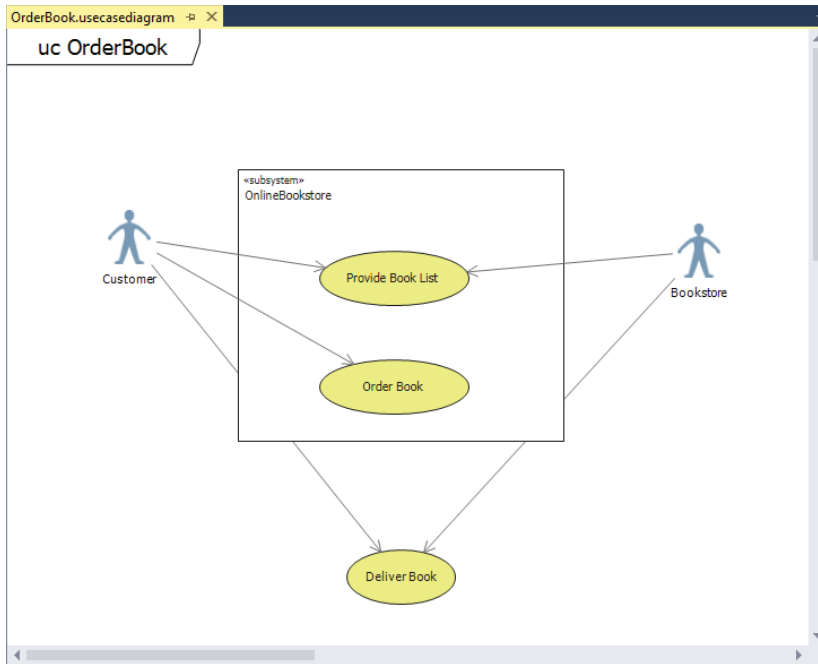 OrderBook.usecasediagram
uc OrderBook
«subsystem»
OnlineBookstore
Customer
Provide Book List
Bookstore
Order Book
Deliver Book